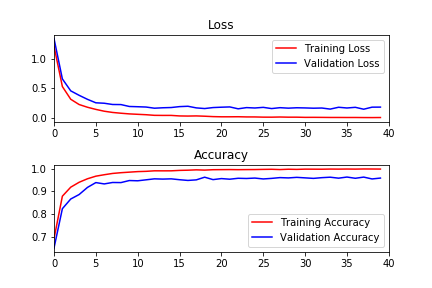 Loss
1.0
0.5
0.0
Training Loss
Validation Loss
0 5 10 15 20 25 30 35 40
Accuracy
1.0
0.9
0.8
0.7
Training Accuracy
Validation Accuracy
0 5 10 15 20 25 30 35 40